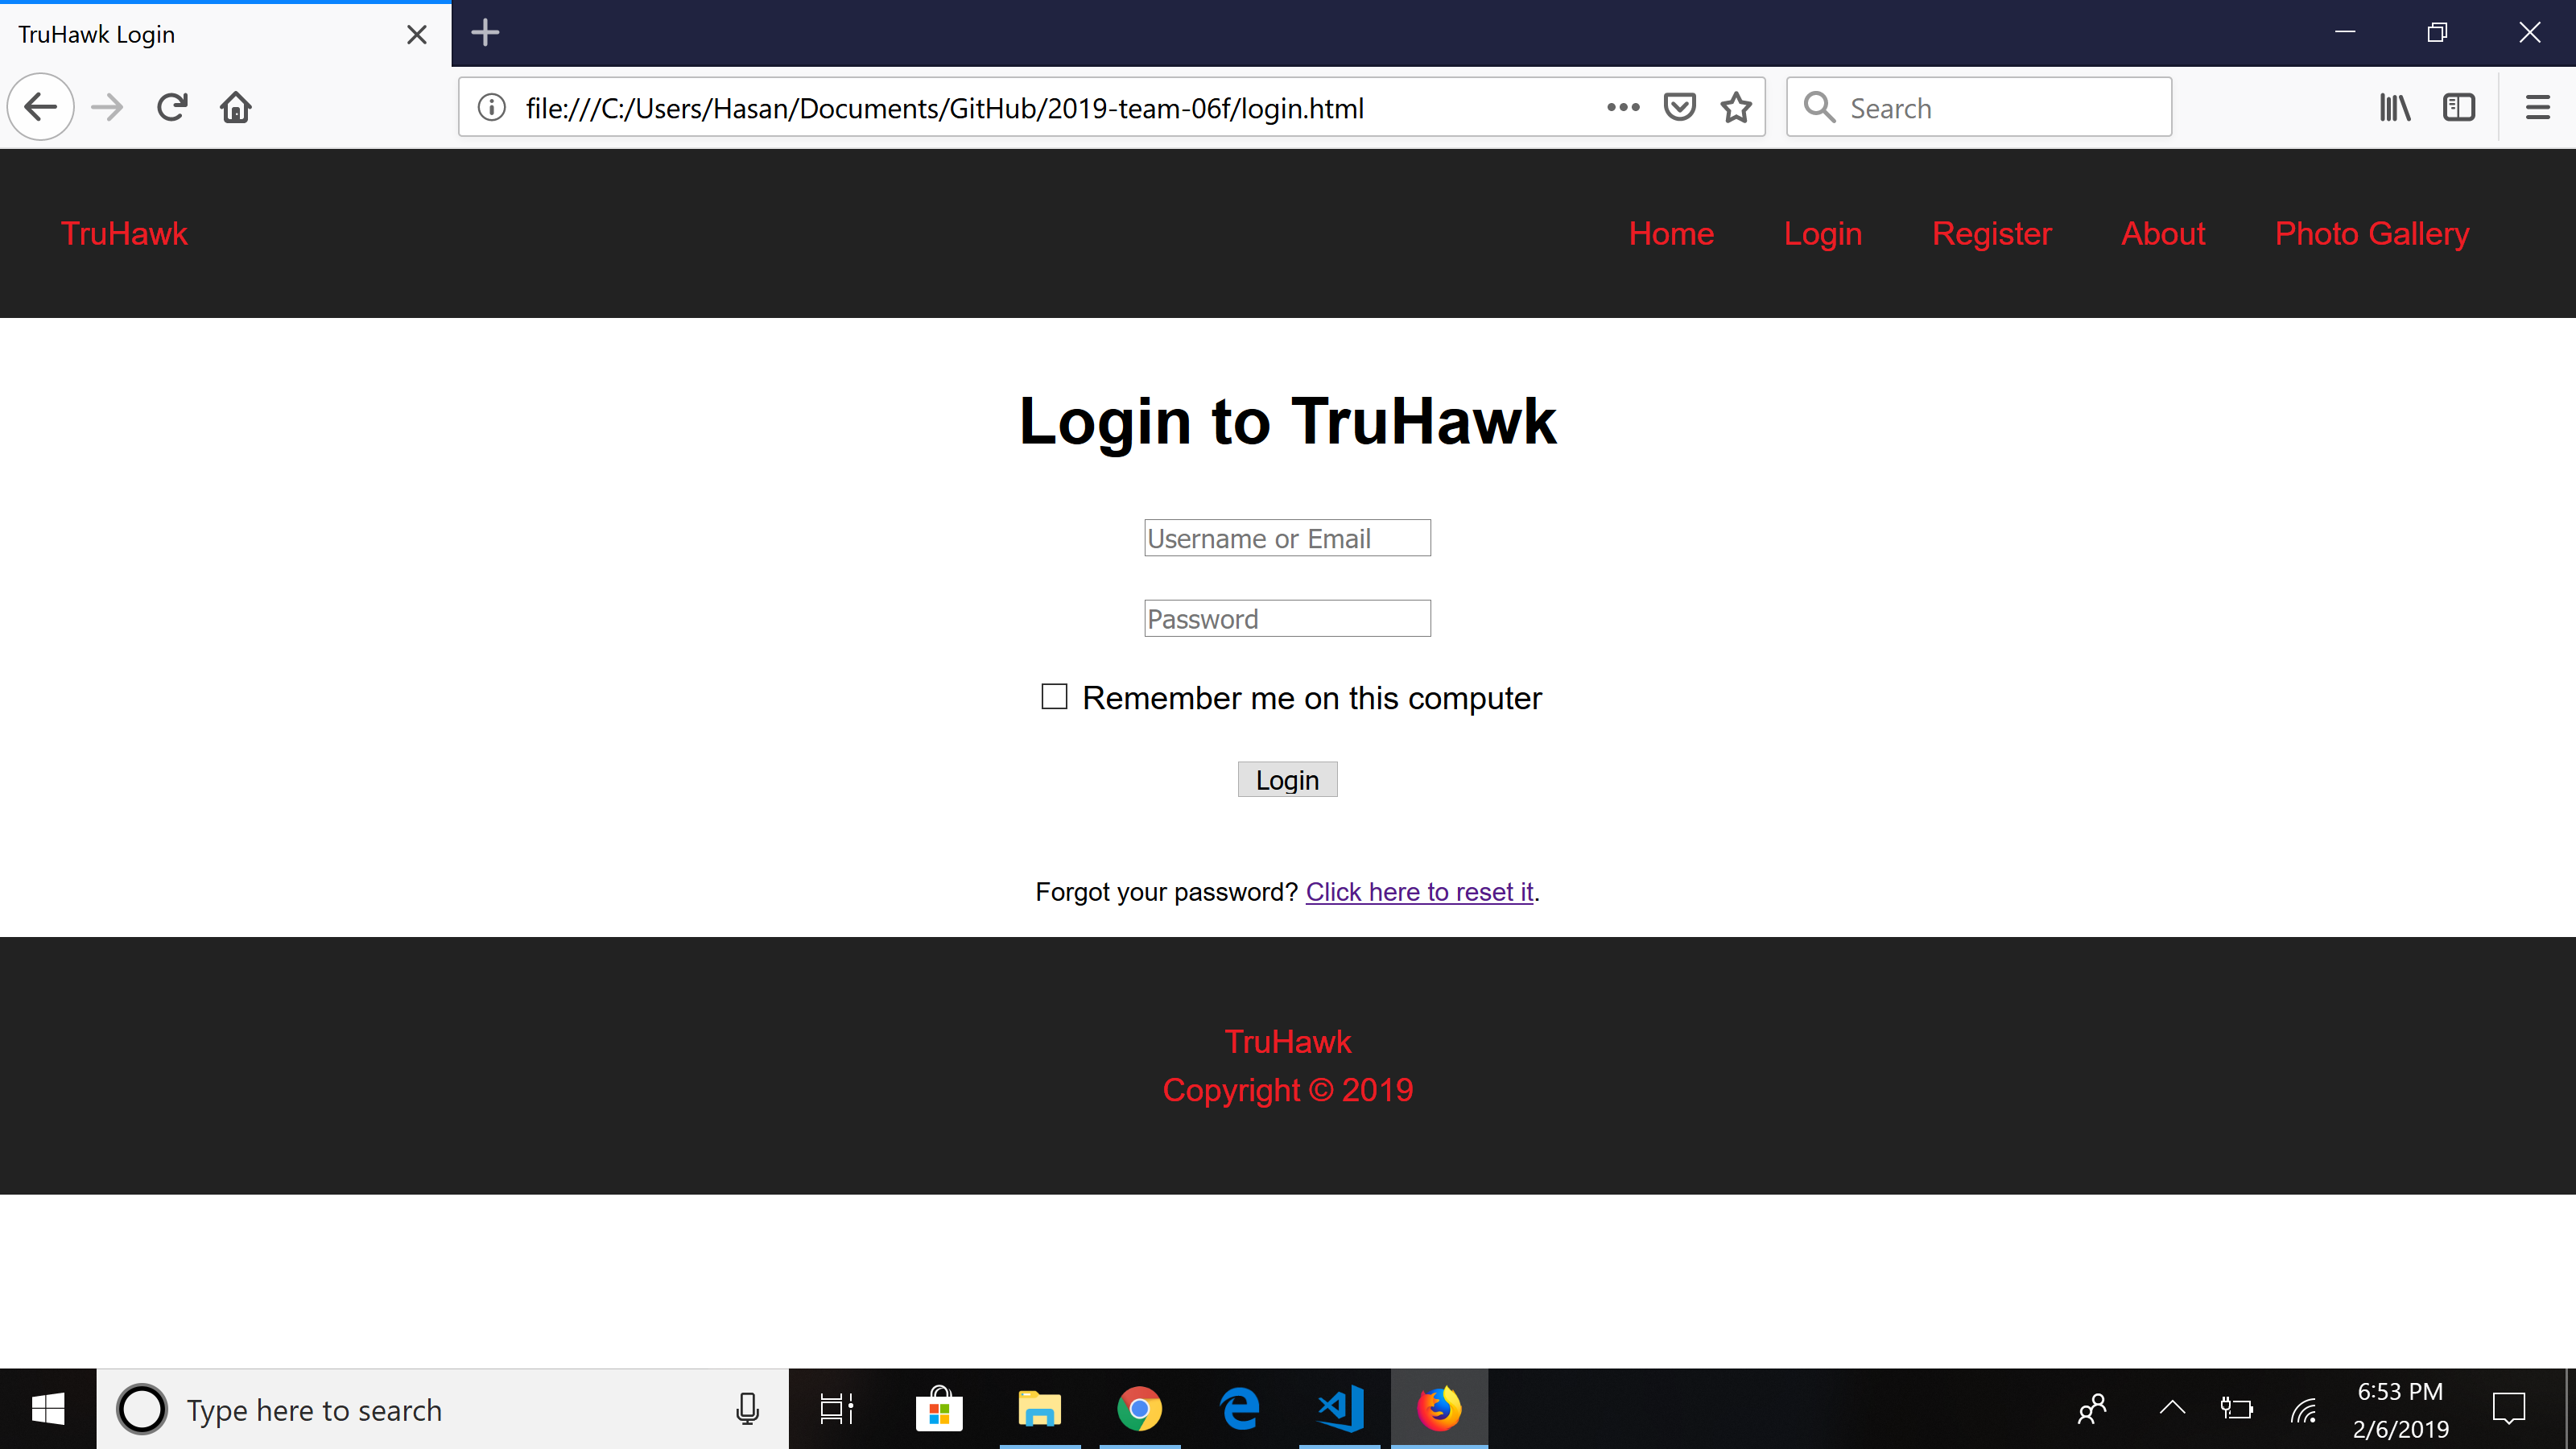 TruHawk Login
file:///C:/Users/Hasan/Documents/GitHub/2019-team-06f/login.html
Search
TruHawk
Home
Login
Register
About
Photo Gallery
Login to TruHawk
Username or Email
Password
Remember me on this computer
Login
Forgot your password? Click here to reset it.
TruHawk
Copyright © 2019
Type here to search
6:53 PM
2/6/2019